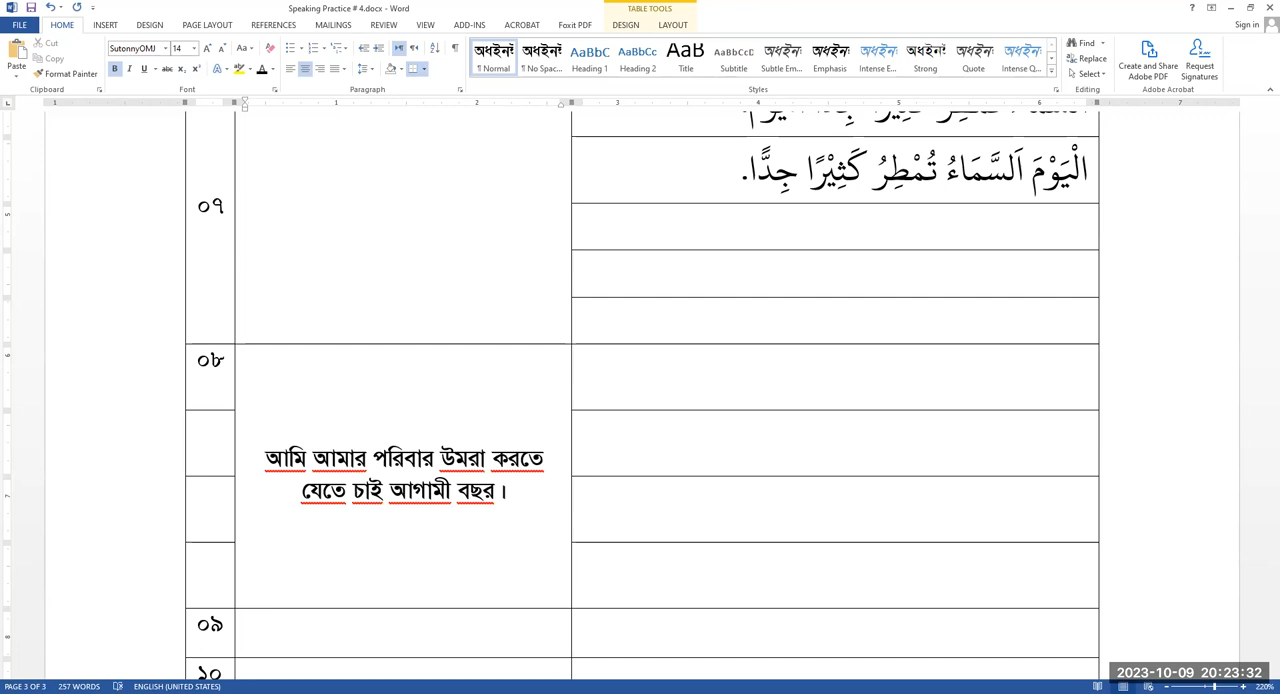 Speaking Practice # 4.docx - Word
TABLE TOOLS
Sign in
FILE HOME INSERT DESIGN PAGE LAYOUT REFERENCES MAILINGS REVIEW VIEW ADD-INS ACROBAT Foxit PDF DESIGN LAYOUT
Paste
Cut
Copy
Format Painter
Clipboard
SutonnyOMJ 14
Font
Paragraph
AaBbC AaBbCc AaB AaBbCcD
¶ Normal ¶ No Spac... Heading 1 Heading 2 Title Subtitle Subtle Em... Emphasis Intense E... Strong Quote Intense Q...
Styles
Find
Replace
Select
Editing
Create and Share
Adobe PDF
Request
Signatures
Adobe Acrobat
الْيَوْمَ اَلسَّمَاءُ تُمْطِرُ كَثِيْرًا جِدًّا.
০৭
০৮
আমি আমার পরিবার উমরা করতে
যেতে চাই আগামী বছর।
০৯
১০
2023-10-09 20:23:32
PAGE 3 OF 3 257 WORDS ENGLISH (UNITED STATES) 220%